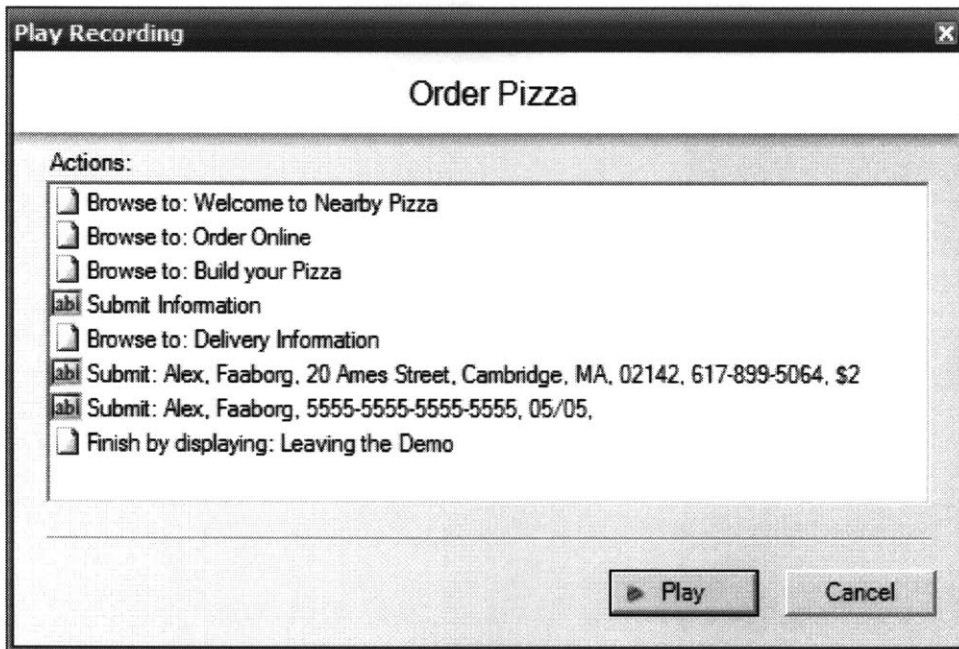 Play Recording
Order Pizza
Actions:
Browse to: Welcome to Nearby Pizza
Browse to: Order Online
Browse to: Build your Pizza
abl Submit Information
Browse to: Delivery Information
abl Submit: Alex, Faaborg, 20 Ames Street, Cambridge, MA, 02142, 617-899-5064, $2
abl Submit: Alex, Faaborg, 5555-5555-5555-5555, 05/05,
Finish by displaying: Leaving the Demo
Play
Cancel